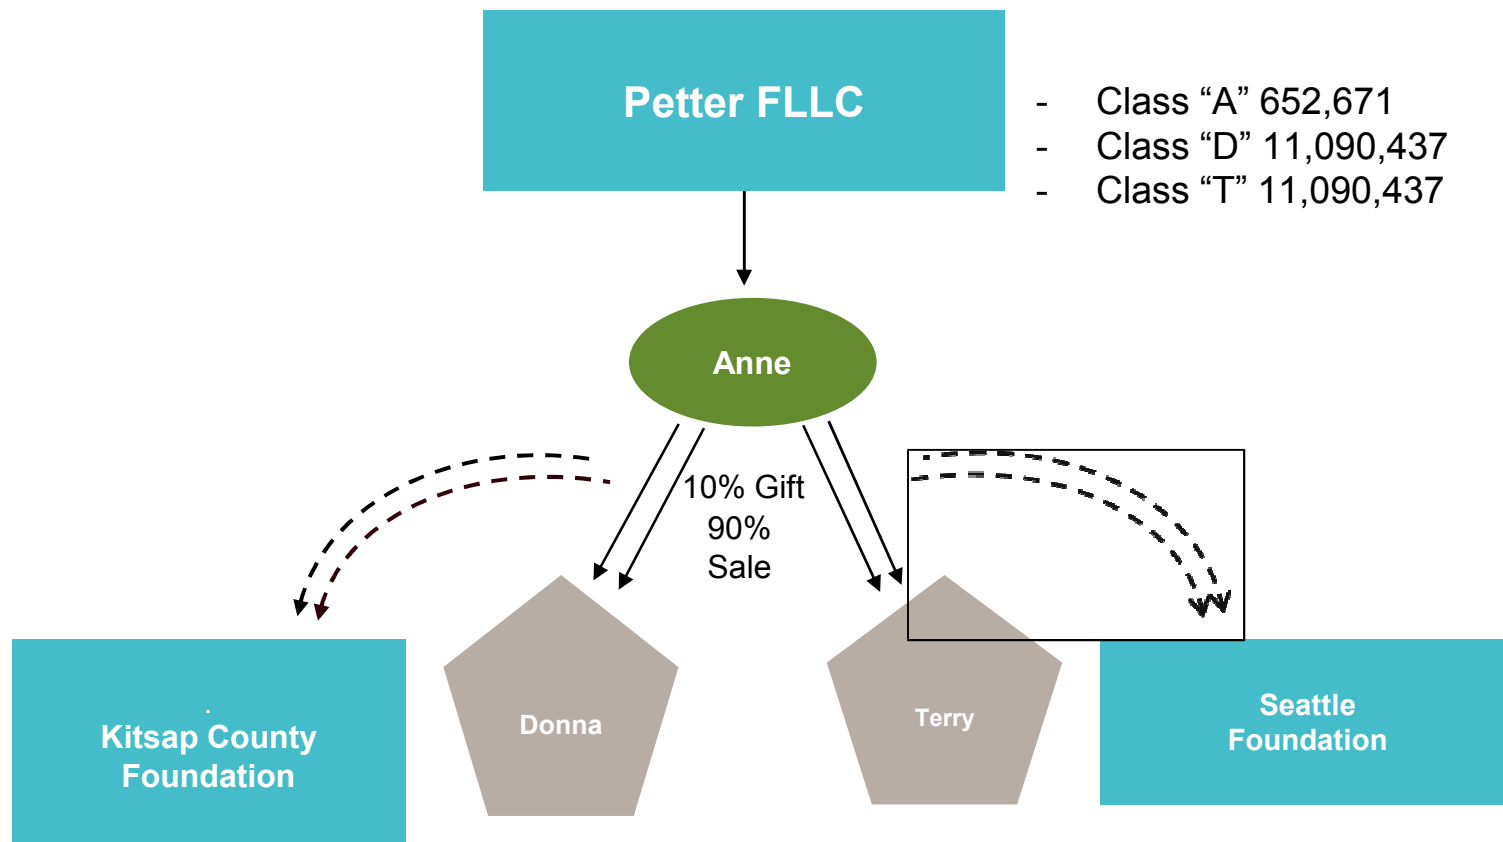 Petter FLLC
- Class “A” 652,671
- Class “D” 11,090,437
- Class “T” 11,090,437
Anne
10% Gift
90%
Sale
.
Kitsap County
Foundation
Donna
Terry
Seattle
Foundation